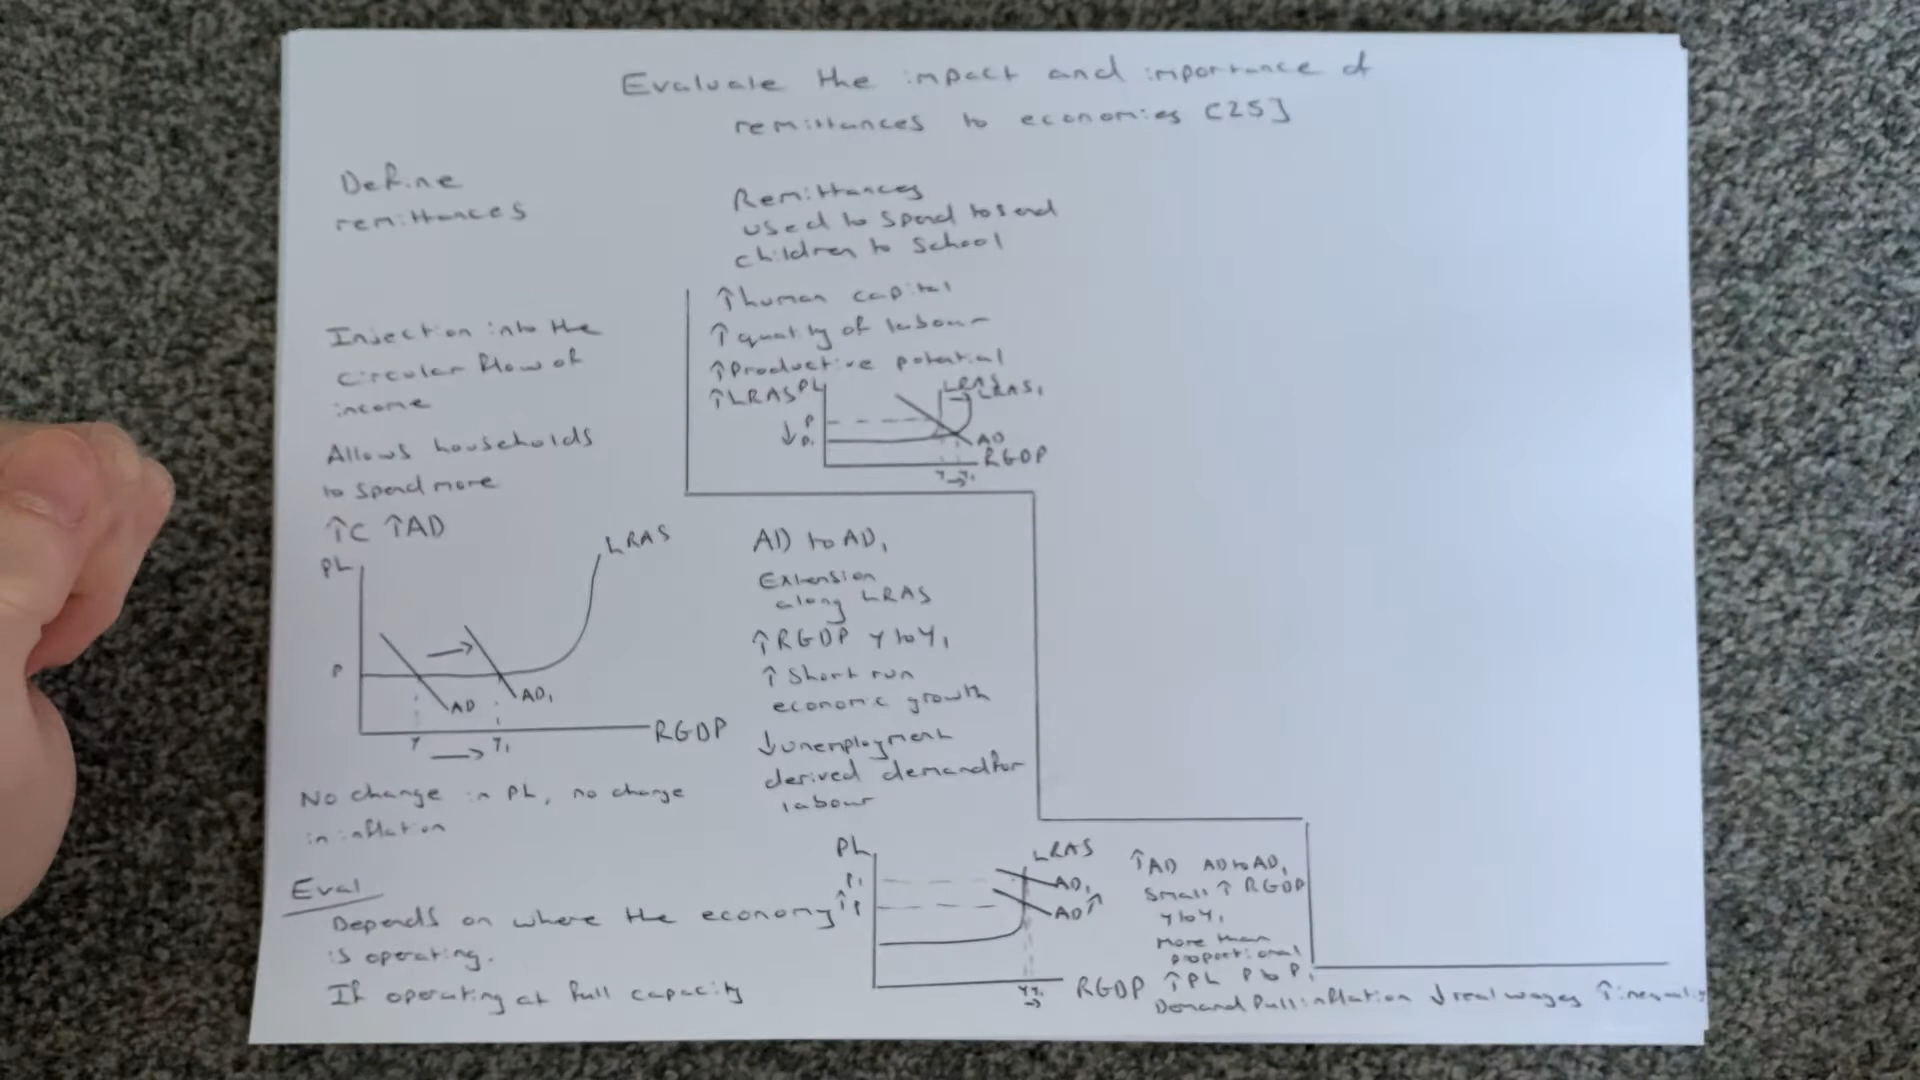 Evaluate the impact and importance of
remittances to economies [25]
Define
remittances
Injection into the
circular flow of
income
Allows households
to spend more
↑C ↑AD
PL
LRAS
P
AD
AD₁
RGDP
Y → Y₁
No change in PL, no change
in inflation
AD to AD₁
Extension
along LRAS
↑RGDP Y to Y₁
↑ Short run
economic growth
↓unemployment
derived demand for
labour
Remittances
used to spend to send
children to school
↑human capital
↑quality of labour
↑Productive potential
↑LRAS
PL
LRAS
→LRAS₁
P
↓P₁
AD
RGDP
Y→Y₁
Eval
Depends on where the economy
is operating.
If operating at full capacity
PL
LRAS
P₁
↑P
AD₁
AD↑
YY₁
→
RGDP
↑AD AD to AD₁
Small ↑ RGDP
Y to Y₁
More than
proportional
↑PL P to P₁
Demand Pull inflation ↓real wages ↑inequality